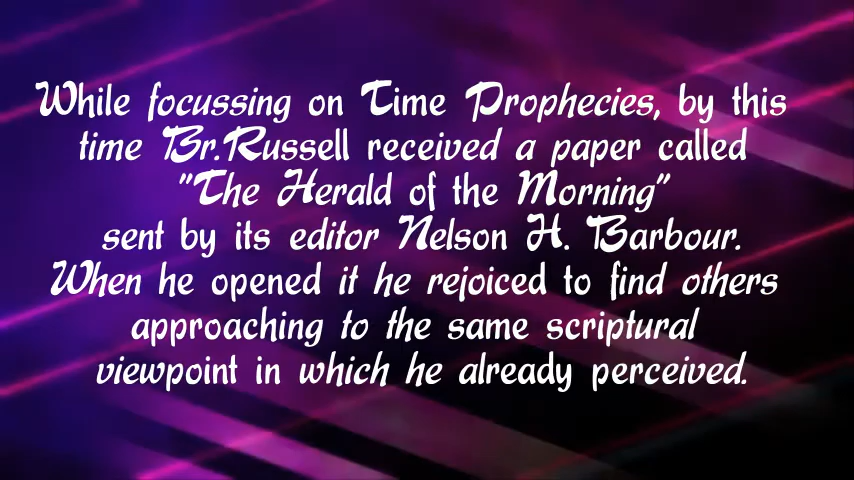 While focussing on Time Prophecies, by this
time Br.Russell received a paper called
"The Herald of the Morning"
sent by its editor Nelson H. Barbour.
When he opened it he rejoiced to find others
approaching to the same scriptural
viewpoint in which he already perceived.